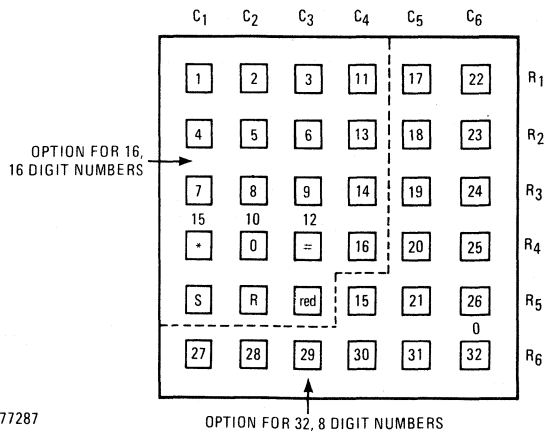 C1 C2 C3 C4 C5 C6
1 2 3 11 17 22 R1
4 5 6 13 18 23 R2
OPTION FOR 16,
16 DIGIT NUMBERS
7 8 9 14 19 24 R3
15 10 12
* 0 = 16 20 25 R4
S R red 15 21 26 R5
0
27 28 29 30 31 32 R6
77287
OPTION FOR 32, 8 DIGIT NUMBERS